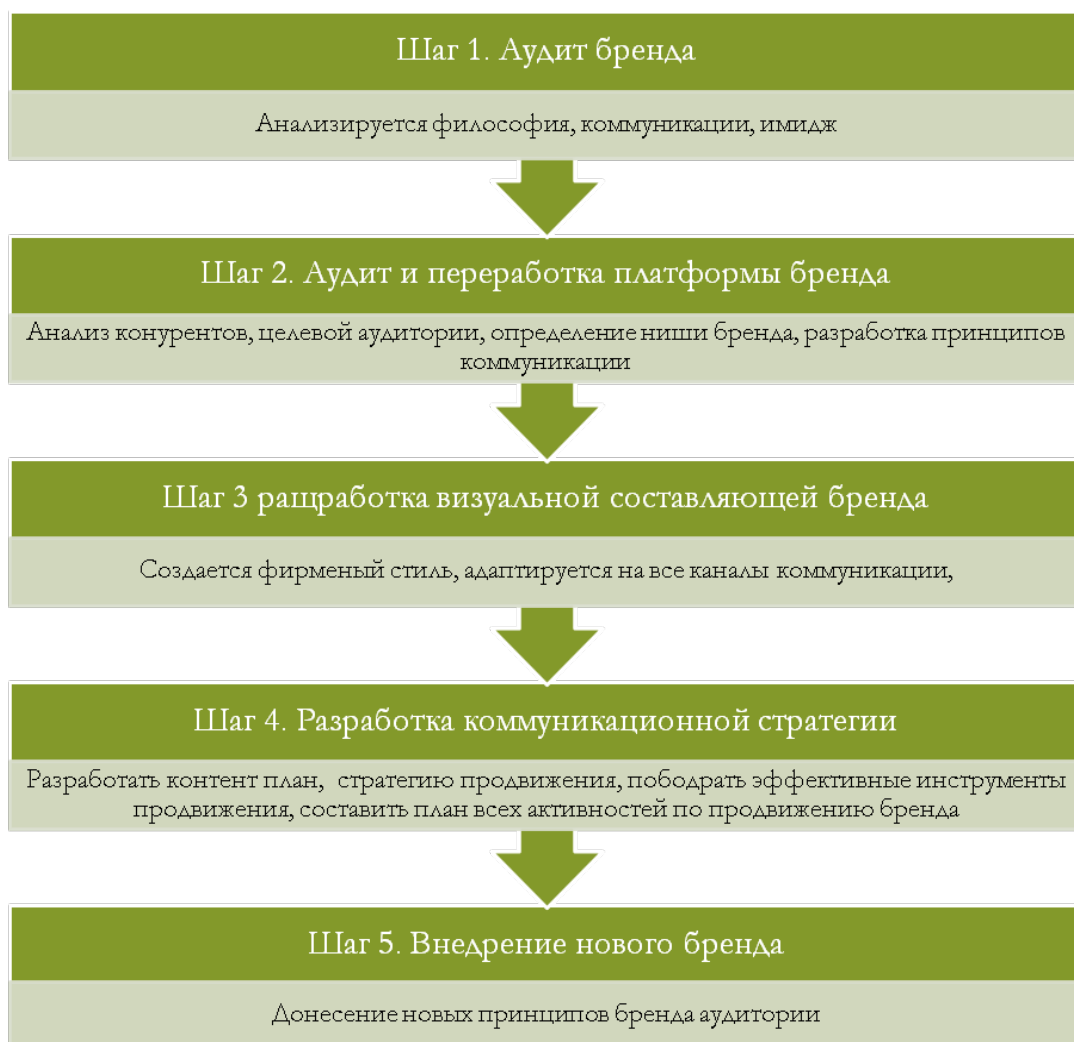 Шаг 1. Аудит бренда
Анализируется философия, коммуникации, имидж
Шаг 2. Аудит и переработка платформы бренда
Анализ конурентов, целевой аудитории, определение ниши бренда, разработка принципов
коммуникации
Шаг 3 ращработка визуальной составляющей бренда
Создается фирменый стиль, адаптируется на все каналы коммуникации,
Шаг 4. Разработка коммуникационной стратегии
Разработать контент план, стратегию продвижения, пободрать эффективные инструменты
продвижения, составить план всех активностей по продвижению бренда
Шаг 5. Внедрение нового бренда
Донесение новых принципов бренда аудитории